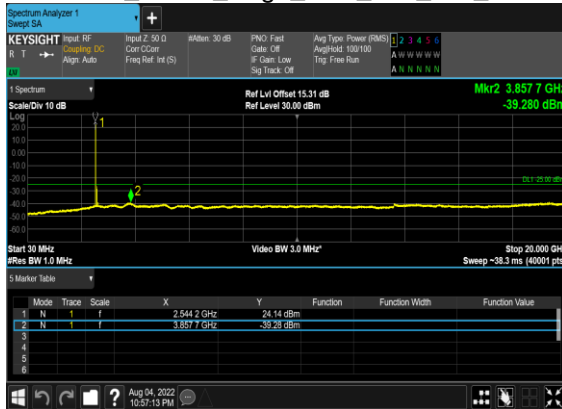 Spectrum Analyzer 1
Swept SA
+
KEYSIGHT Input: RF Input Z: 50 Ω #Atten: 30 dB PNO: Fast Avg Type: Power (RMS) 1 2 3 4 5 6
R T Coupling: DC Corr CCorr Gate: Off Avg|Hold: 100/100 A W W W W W
Align: Auto Freq Ref: Int (S) IF Gain: Low Trig: Free Run
Sig Track: Off A N N N N N
1 Spectrum Ref Lvl Offset 15.31 dB Mkr2 3.857 7 GHz
Scale/Div 10 dB Ref Level 30.00 dBm -39.280 dBm
Log
20.0
10.0
0.00
-10.0
-20.0
-30.0
-40.0
-50.0
-60.0
1
2
DL1 -25.00 dBm
Start 30 MHz Video BW 3.0 MHz* Stop 20.000 GH
#Res BW 1.0 MHz Sweep ~38.3 ms (40001 pts
5 Marker Table
Mode Trace Scale X Y Function Function Width Function Value
1 N 1 f 2.544 2 GHz 24.14 dBm
2 N 1 f 3.857 7 GHz -39.28 dBm
3
4
5
6
? Aug 04, 2022
10:57:13 PM